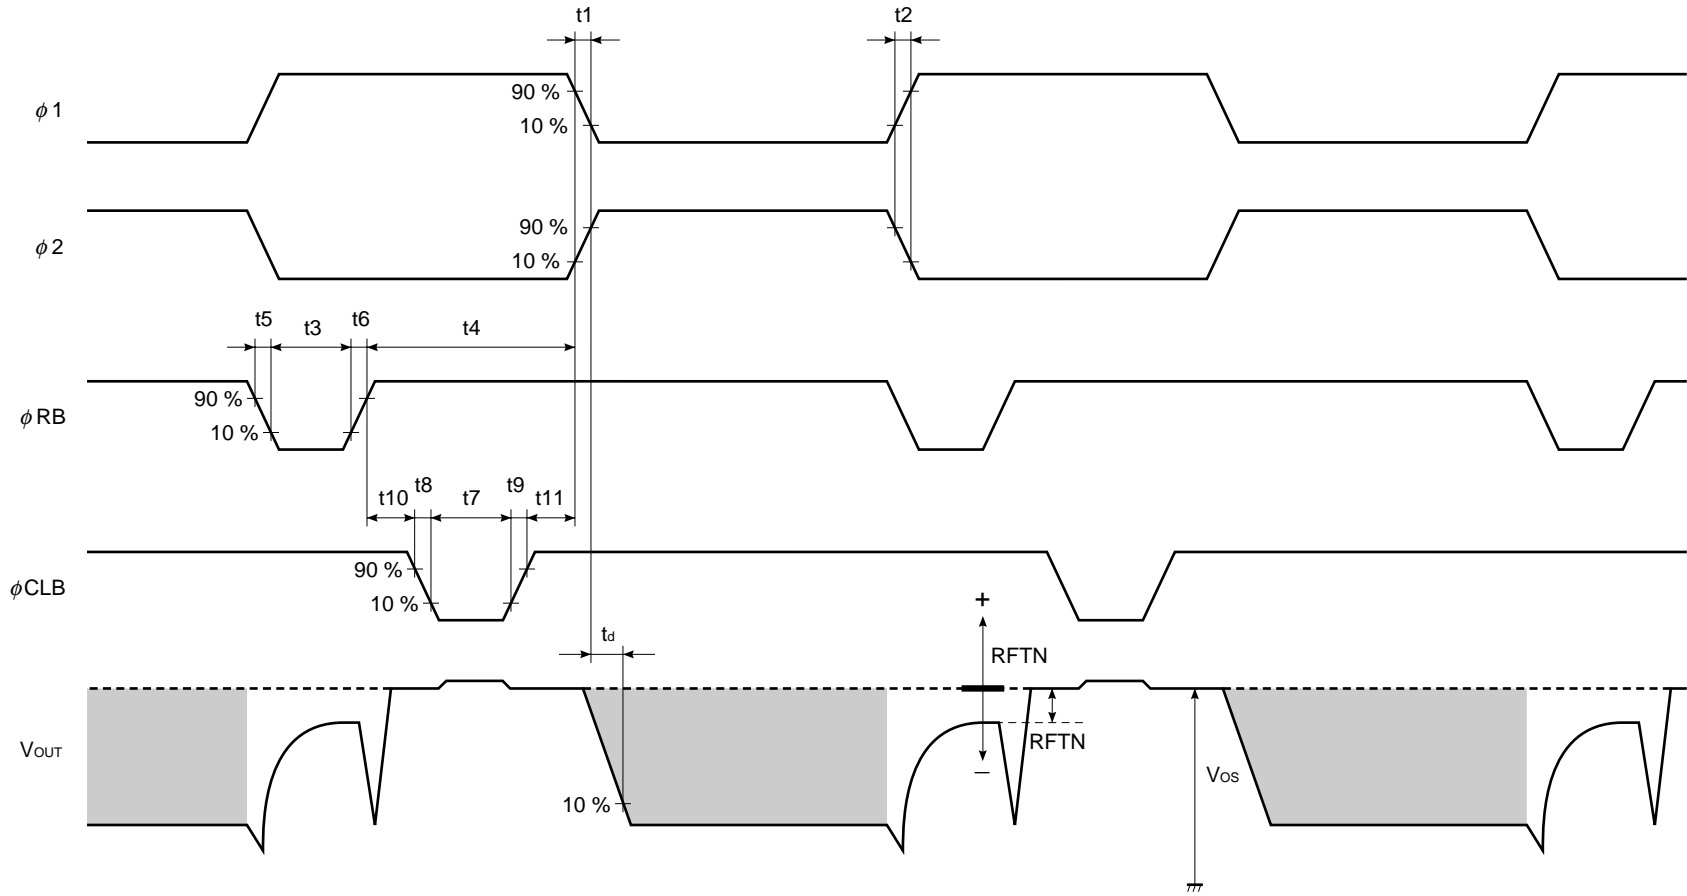 t1
t2
90 %
ϕ1
10 %
90 %
ϕ2
10 %
t5
t3
t6
t4
90 %
ϕRB
10 %
t10
t8
t7
t9
t11
90 %
ϕCLB
10 %
+
td
RFTN
RFTN
VOUT
–
VOS
10 %